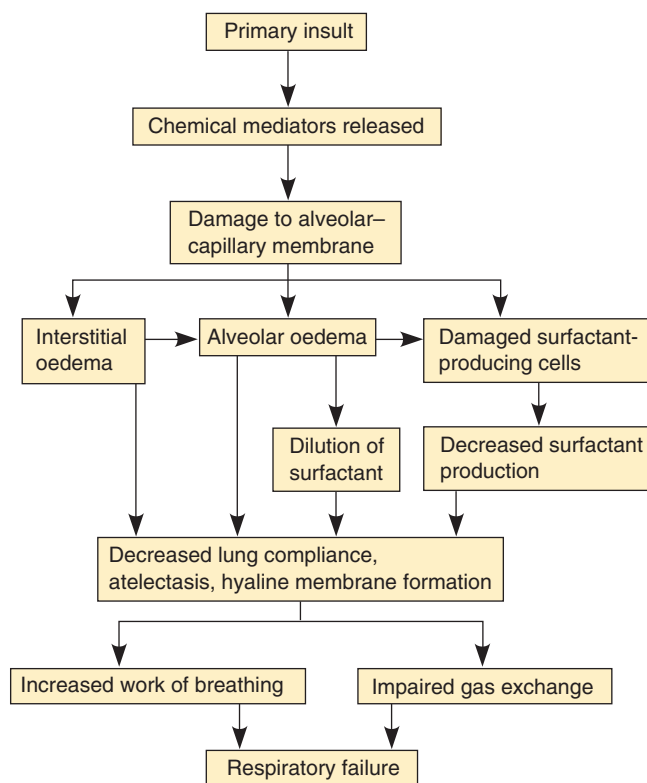 Primary insult
Chemical mediators released
Damage to alveolar–
capillary membrane
Interstitial
oedema
Alveolar oedema
Damaged surfactant-
producing cells
Dilution of
surfactant
Decreased surfactant
production
Decreased lung compliance,
atelectasis, hyaline membrane formation
Increased work of breathing
Impaired gas exchange
Respiratory failure